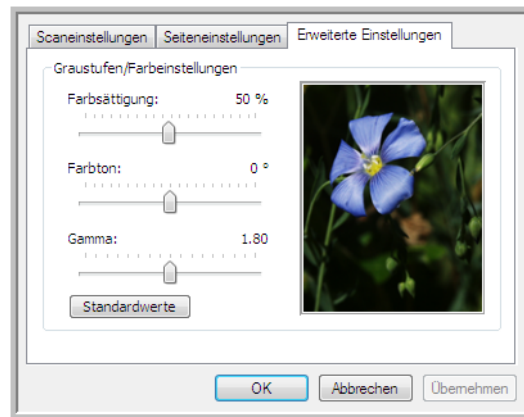 Scaneinstellungen Seiteneinstellungen Erweiterte Einstellungen
Graustufen/Farbeinstellungen
Farbsättigung: 50 %
Farbton: 0 °
Gamma: 1.80
Standardwerte
OK Abbrechen Übernehmen